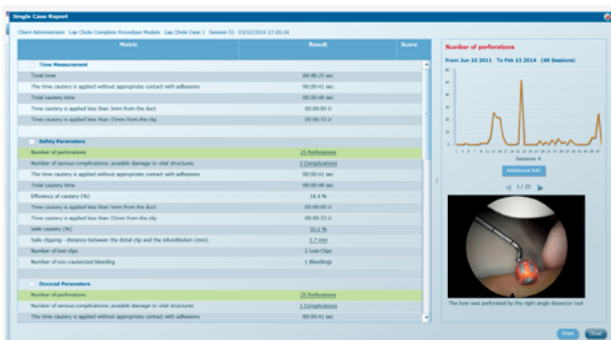 Single Case Report
Client Administrator Lap Chole Complete Procedure Module Lap Chole Case 1 Session 53 03/02/2014 17:26:24
Metric Result Score
Time Measurement
Total time 00:48:25 sec
The time cautery is applied without appropriate contact with adhesions 00:00:41 sec
Total cautery time 00:00:48 sec
Time cautery is applied less than 5mm from the duct 00:00:00 U
Time cautery is applied less than 15mm from the clip 00:00:33 U
Safety Parameters
Number of perforations 25 Perforations
Number of serious complications: possible damage to vital structures 1 Complications
The time cautery is applied without appropriate contact with adhesions 00:00:41 sec
Total cautery time 00:00:48 sec
Efficiency of cautery (%) 14.4 %
Time cautery is applied less than 5mm from the duct 00:00:00 U
Time cautery is applied less than 15mm from the clip 00:00:33 U
Safe cautery (%) 32.1 %
Safe clipping - distance between the distal clip and the infundibulum (mm) 3.7 mm
Number of lost clips 2 Lost Clips
Number of non-cauterized bleeding 1 Bleedings
Occured Parameters
Number of perforations 25 Perforations
Number of serious complications: possible damage to vital structures 1 Complications
The time cautery is applied without appropriate contact with adhesions 00:00:41 sec
Number of perforations
From Jun 10 2011 To Feb 13 2014 (48 Sessions)
Sessions #
Additional Info
1 / 25
The liver was perforated by the right angle dissector tool
Print Close